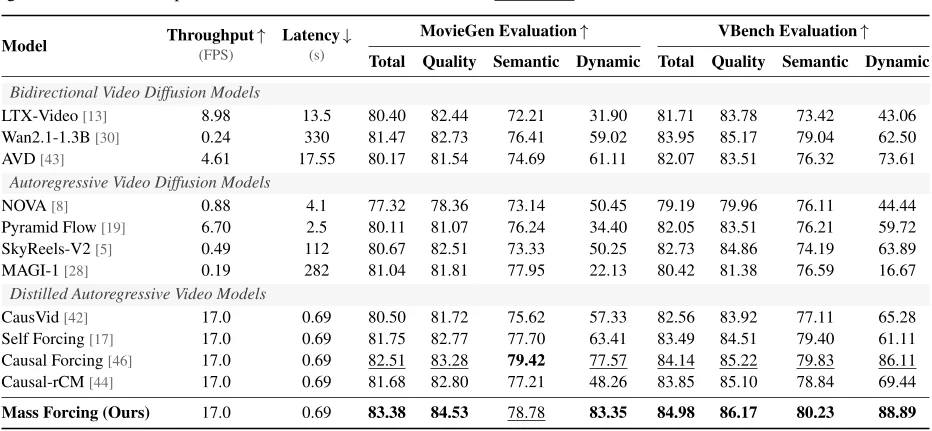 Model Throughput↑ (FPS) Latency↓ (s) MovieGen Evaluation↑ VBench Evaluation↑
Total Quality Semantic Dynamic Total Quality Semantic Dynamic
Bidirectional Video Diffusion Models
LTX-Video [13] 8.98 13.5 80.40 82.44 72.21 31.90 81.71 83.78 73.42 43.06
Wan2.1-1.3B [30] 0.24 330 81.47 82.73 76.41 59.02 83.95 85.17 79.04 62.50
AVD [43] 4.61 17.55 80.17 81.54 74.69 61.11 82.07 83.51 76.32 73.61
Autoregressive Video Diffusion Models
NOVA [8] 0.88 4.1 77.32 78.36 73.14 50.45 79.19 79.96 76.11 44.44
Pyramid Flow [19] 6.70 2.5 80.11 81.07 76.24 34.40 82.05 83.51 76.21 59.72
SkyReels-V2 [5] 0.49 112 80.67 82.51 73.33 50.25 82.73 84.86 74.19 63.89
MAGI-1 [28] 0.19 282 81.04 81.81 77.95 22.13 80.42 81.38 76.59 16.67
Distilled Autoregressive Video Models
CausVid [42] 17.0 0.69 80.50 81.72 75.62 57.33 82.56 83.92 77.11 65.28
Self Forcing [17] 17.0 0.69 81.75 82.77 77.70 63.41 83.49 84.51 79.40 61.11
Causal Forcing [46] 17.0 0.69 82.51 83.28 79.42 77.57 84.14 85.22 79.83 86.11
Causal-rCM [44] 17.0 0.69 81.68 82.80 77.21 48.26 83.85 85.10 78.84 69.44
Mass Forcing (Ours) 17.0 0.69 83.38 84.53 78.78 83.35 84.98 86.17 80.23 88.89